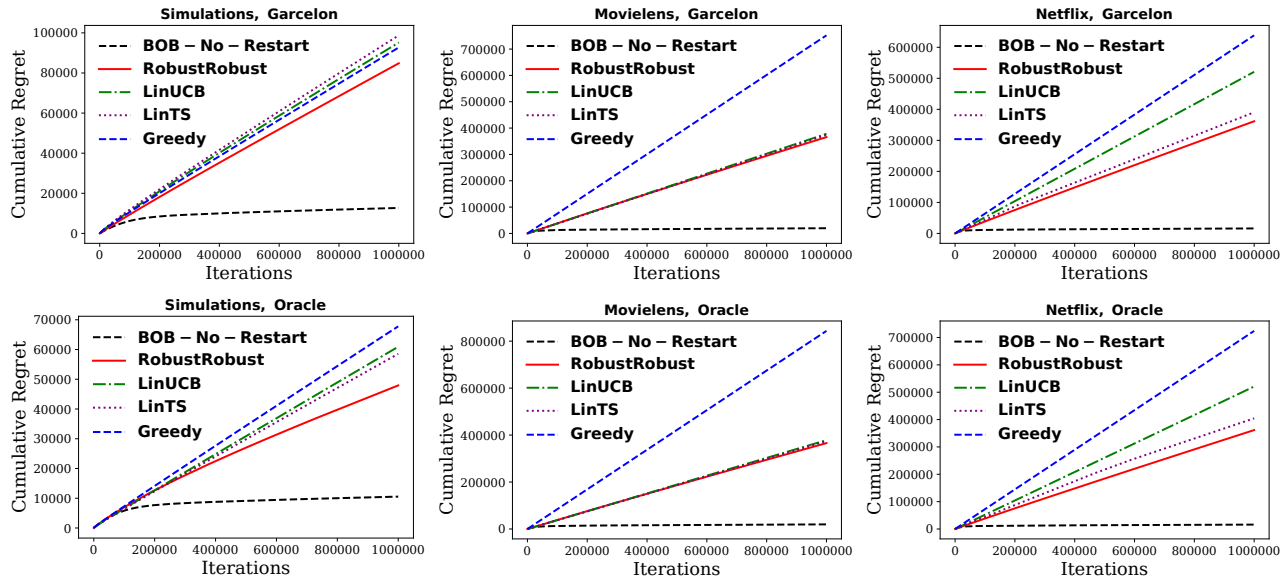 Simulations, Garcelon
Cumulative Regret
100000
80000
60000
40000
20000
0
BOB – No – Restart
RobustRobust
LinUCB
LinTS
Greedy
0 200000 400000 600000 800000 1000000
Iterations
Movielens, Garcelon
Cumulative Regret
700000
600000
500000
400000
300000
200000
100000
0
BOB – No – Restart
RobustRobust
LinUCB
LinTS
Greedy
0 200000 400000 600000 800000 1000000
Iterations
Netflix, Garcelon
Cumulative Regret
600000
500000
400000
300000
200000
100000
0
BOB – No – Restart
RobustRobust
LinUCB
LinTS
Greedy
0 200000 400000 600000 800000 1000000
Iterations
Simulations, Oracle
Cumulative Regret
70000
60000
50000
40000
30000
20000
10000
0
BOB – No – Restart
RobustRobust
LinUCB
LinTS
Greedy
0 200000 400000 600000 800000 1000000
Iterations
Movielens, Oracle
Cumulative Regret
800000
600000
400000
200000
0
BOB – No – Restart
RobustRobust
LinUCB
LinTS
Greedy
0 200000 400000 600000 800000 1000000
Iterations
Netflix, Oracle
Cumulative Regret
700000
600000
500000
400000
300000
200000
100000
0
BOB – No – Restart
RobustRobust
LinUCB
LinTS
Greedy
0 200000 400000 600000 800000 1000000
Iterations